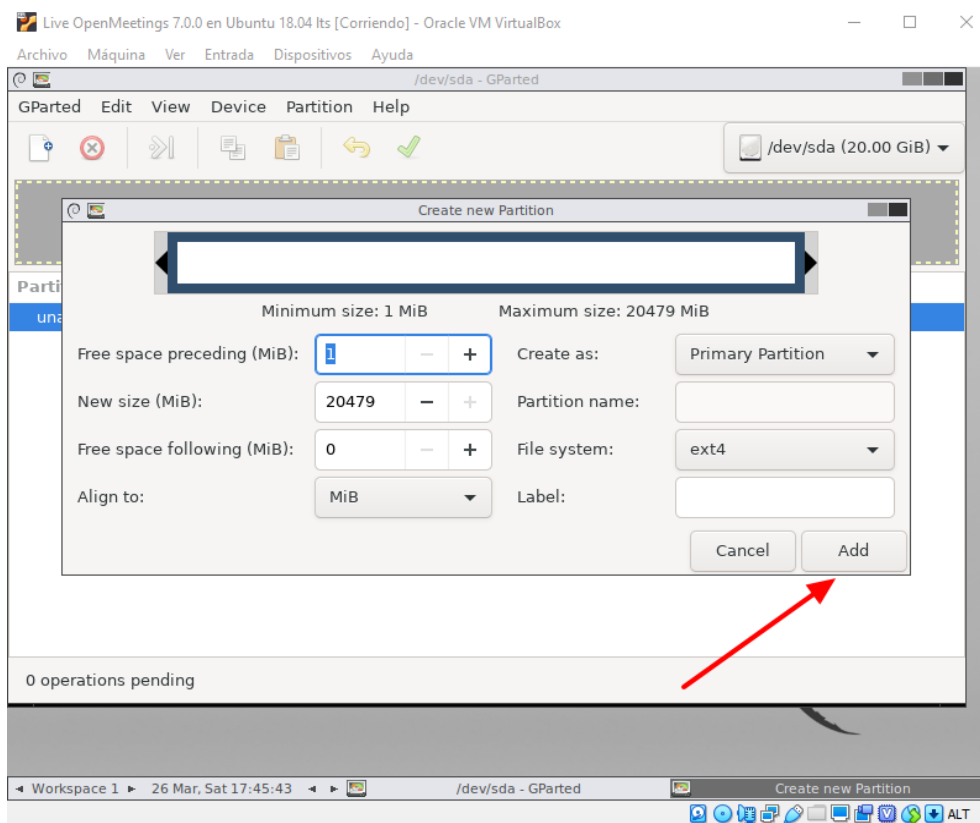 Live OpenMeetings 7.0.0 en Ubuntu 18.04 lts [Corriendo] - Oracle VM VirtualBox
Archivo Máquina Ver Entrada Dispositivos Ayuda
/dev/sda - GParted
GParted Edit View Device Partition Help
/dev/sda (20.00 GiB)
Create new Partition
Parti
una
Minimum size: 1 MiB Maximum size: 20479 MiB
Free space preceding (MiB): 1 Create as: Primary Partition
New size (MiB): 20479 Partition name:
Free space following (MiB): 0 File system: ext4
Align to: MiB Label:
Cancel Add
0 operations pending
Workspace 1 26 Mar, Sat 17:45:43 /dev/sda - GParted Create new Partition
ALT